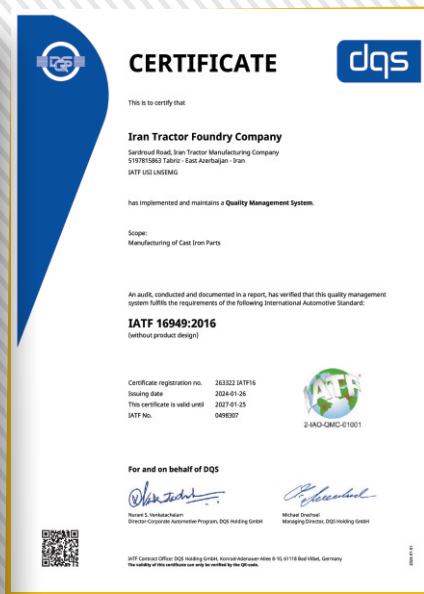 DQS
CERTIFICATE
dqs
This is to certify that
Iran Tractor Foundry Company
Sardroud Road, Iran Tractor Manufacturing Company
5197815863 Tabriz - East Azerbaijan - Iran
IATF USI LNSEMG
has implemented and maintains a Quality Management System.
Scope:
Manufacturing of Cast Iron Parts
An audit, conducted and documented in a report, has verified that this quality management
system fulfills the requirements of the following International Automotive Standard:
IATF 16949:2016
(without product design)
Certificate registration no. 263322 IATF16
Issuing date 2024-01-26
This certificate is valid until 2027-01-25
IATF No. 0498307
IATF
2-IAO-QMC-01001
For and on behalf of DQS
Narani S. Venkatachalam
Director-Corporate Automotive Program, DQS Holding GmbH
Michael Drechsel
Managing Director, DQS Holding GmbH
IATF Contract Office: DQS Holding GmbH, Konrad-Adenauer-Allee 8-10, 61118 Bad Vilbel, Germany
The validity of this certificate can only be verified by the QR-code.